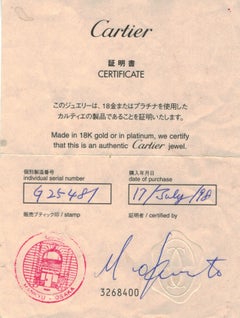 Cartier
証明書
CERTIFICATE
このジュエリーは、18金またはプラチナを使用した
カルティエの製品であることを証明いたします。
Made in 18K gold or in platinum, we certify
that this is an authentic Cartier jewel.
個別製造番号 購入年月日
individual serial number date of purchase
G25481 17/July/98
販売ブティック印 / stamp 証明者 / certified by
3268400